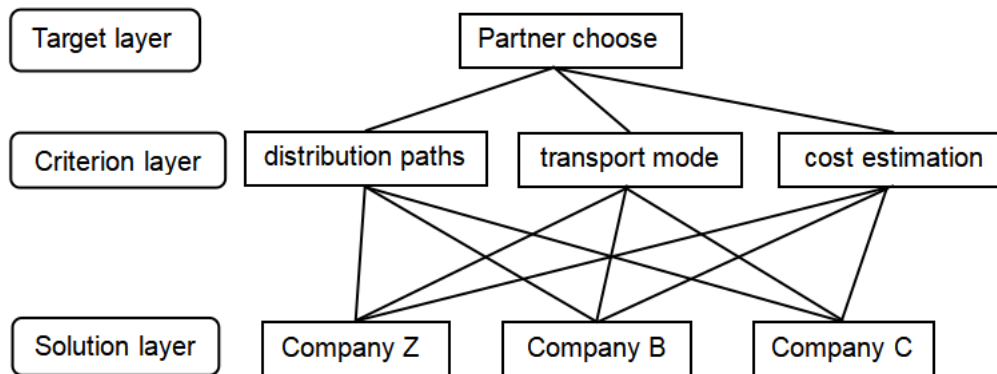 Target layer
Partner choose
Criterion layer
distribution paths
transport mode
cost estimation
Solution layer
Company Z
Company B
Company C